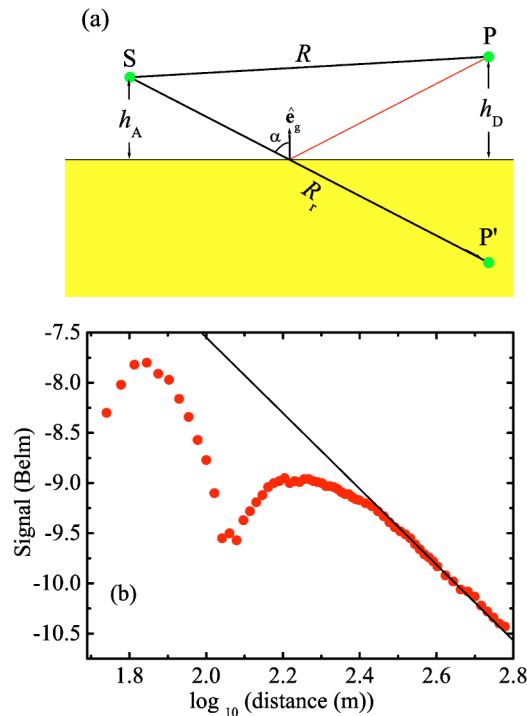 (a)
S
R
P
h_A
α
ê_g
h_D
R_r
P'
-7.5
-8.0
-8.5
-9.0
-9.5
-10.0
-10.5
Signal (Belm)
(b)
1.8 2.0 2.2 2.4 2.6 2.8
log 10 (distance (m))